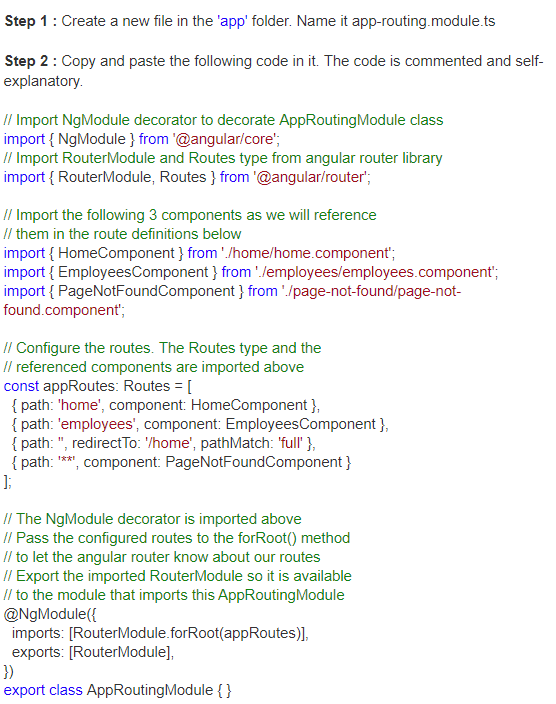 Step 1 : Create a new file in the 'app' folder. Name it app-routing.module.ts
Step 2 : Copy and paste the following code in it. The code is commented and self-
explanatory.
// Import NgModule decorator to decorate AppRoutingModule class
import { NgModule } from '@angular/core';
// Import RouterModule and Routes type from angular router library
import { RouterModule, Routes } from '@angular/router';
// Import the following 3 components as we will reference
// them in the route definitions below
import { HomeComponent } from './home/home.component';
import { EmployeesComponent } from './employees/employees.component';
import { PageNotFoundComponent } from './page-not-found/page-not-
found.component';
// Configure the routes. The Routes type and the
// referenced components are imported above
const appRoutes: Routes = [
  { path: 'home', component: HomeComponent },
  { path: 'employees', component: EmployeesComponent },
  { path: '', redirectTo: '/home', pathMatch: 'full' },
  { path: '**', component: PageNotFoundComponent }
];
// The NgModule decorator is imported above
// Pass the configured routes to the forRoot() method
// to let the angular router know about our routes
// Export the imported RouterModule so it is available
// to the module that imports this AppRoutingModule
@NgModule({
  imports: [RouterModule.forRoot(appRoutes)],
  exports: [RouterModule],
})
export class AppRoutingModule { }